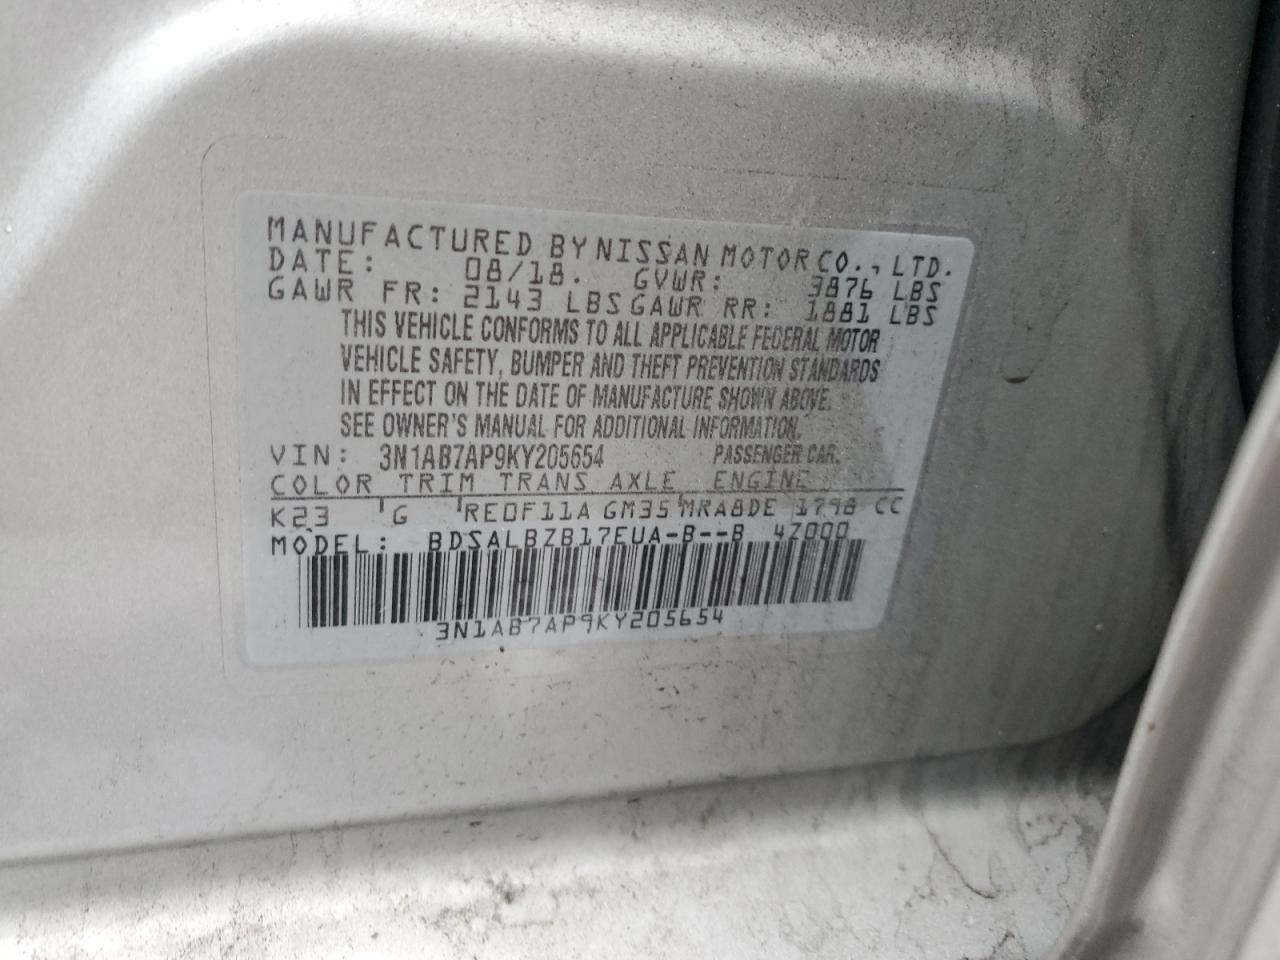 MANUFACTURED BY NISSAN MOTOR CO., LTD.
DATE: 08/18. GVWR: 3876 LBS
GAWR FR: 2143 LBS GAWR RR: 1881 LBS
THIS VEHICLE CONFORMS TO ALL APPLICABLE FEDERAL MOTOR
VEHICLE SAFETY, BUMPER AND THEFT PREVENTION STANDARDS
IN EFFECT ON THE DATE OF MANUFACTURE SHOWN ABOVE.
SEE OWNER'S MANUAL FOR ADDITIONAL INFORMATION.
VIN: 3N1AB7AP9KY205654 PASSENGER CAR.
COLOR TRIM TRANS AXLE ENGINE
K23 G RE0F11A GM35 MRA8DE 1798 CC
MODEL: BDSALBZB17EUA-B--B 4Z000
3N1AB7AP9KY205654